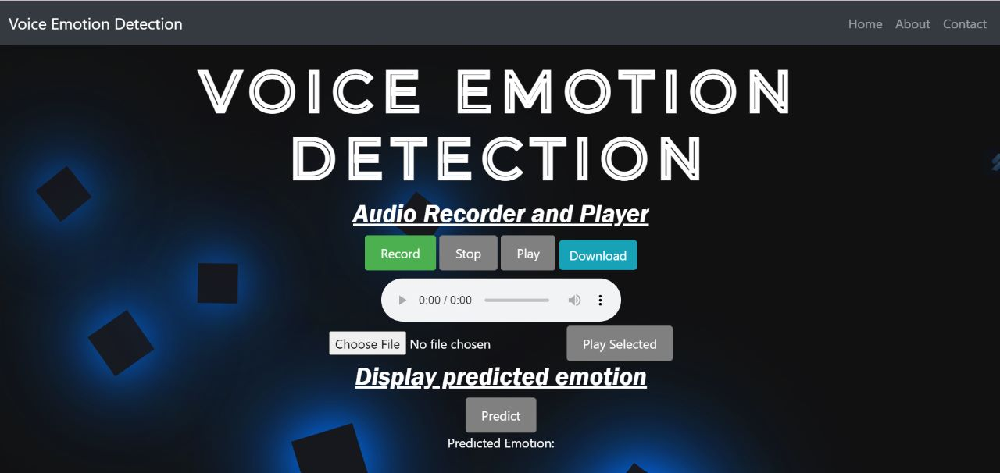 Voice Emotion Detection Home About Contact
VOICE EMOTION
DETECTION
Audio Recorder and Player
Record Stop Play Download
0:00 / 0:00
Choose File No file chosen Play Selected
Display predicted emotion
Predict
Predicted Emotion: